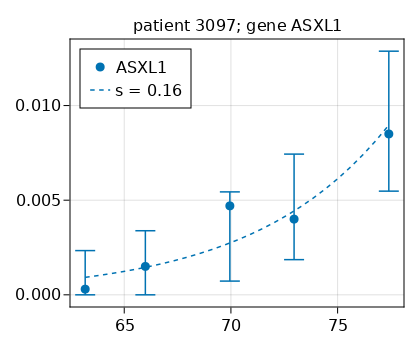 patient 3097; gene ASXL1
ASXL1
s = 0.16
0.010
0.005
0.000
65
70
75